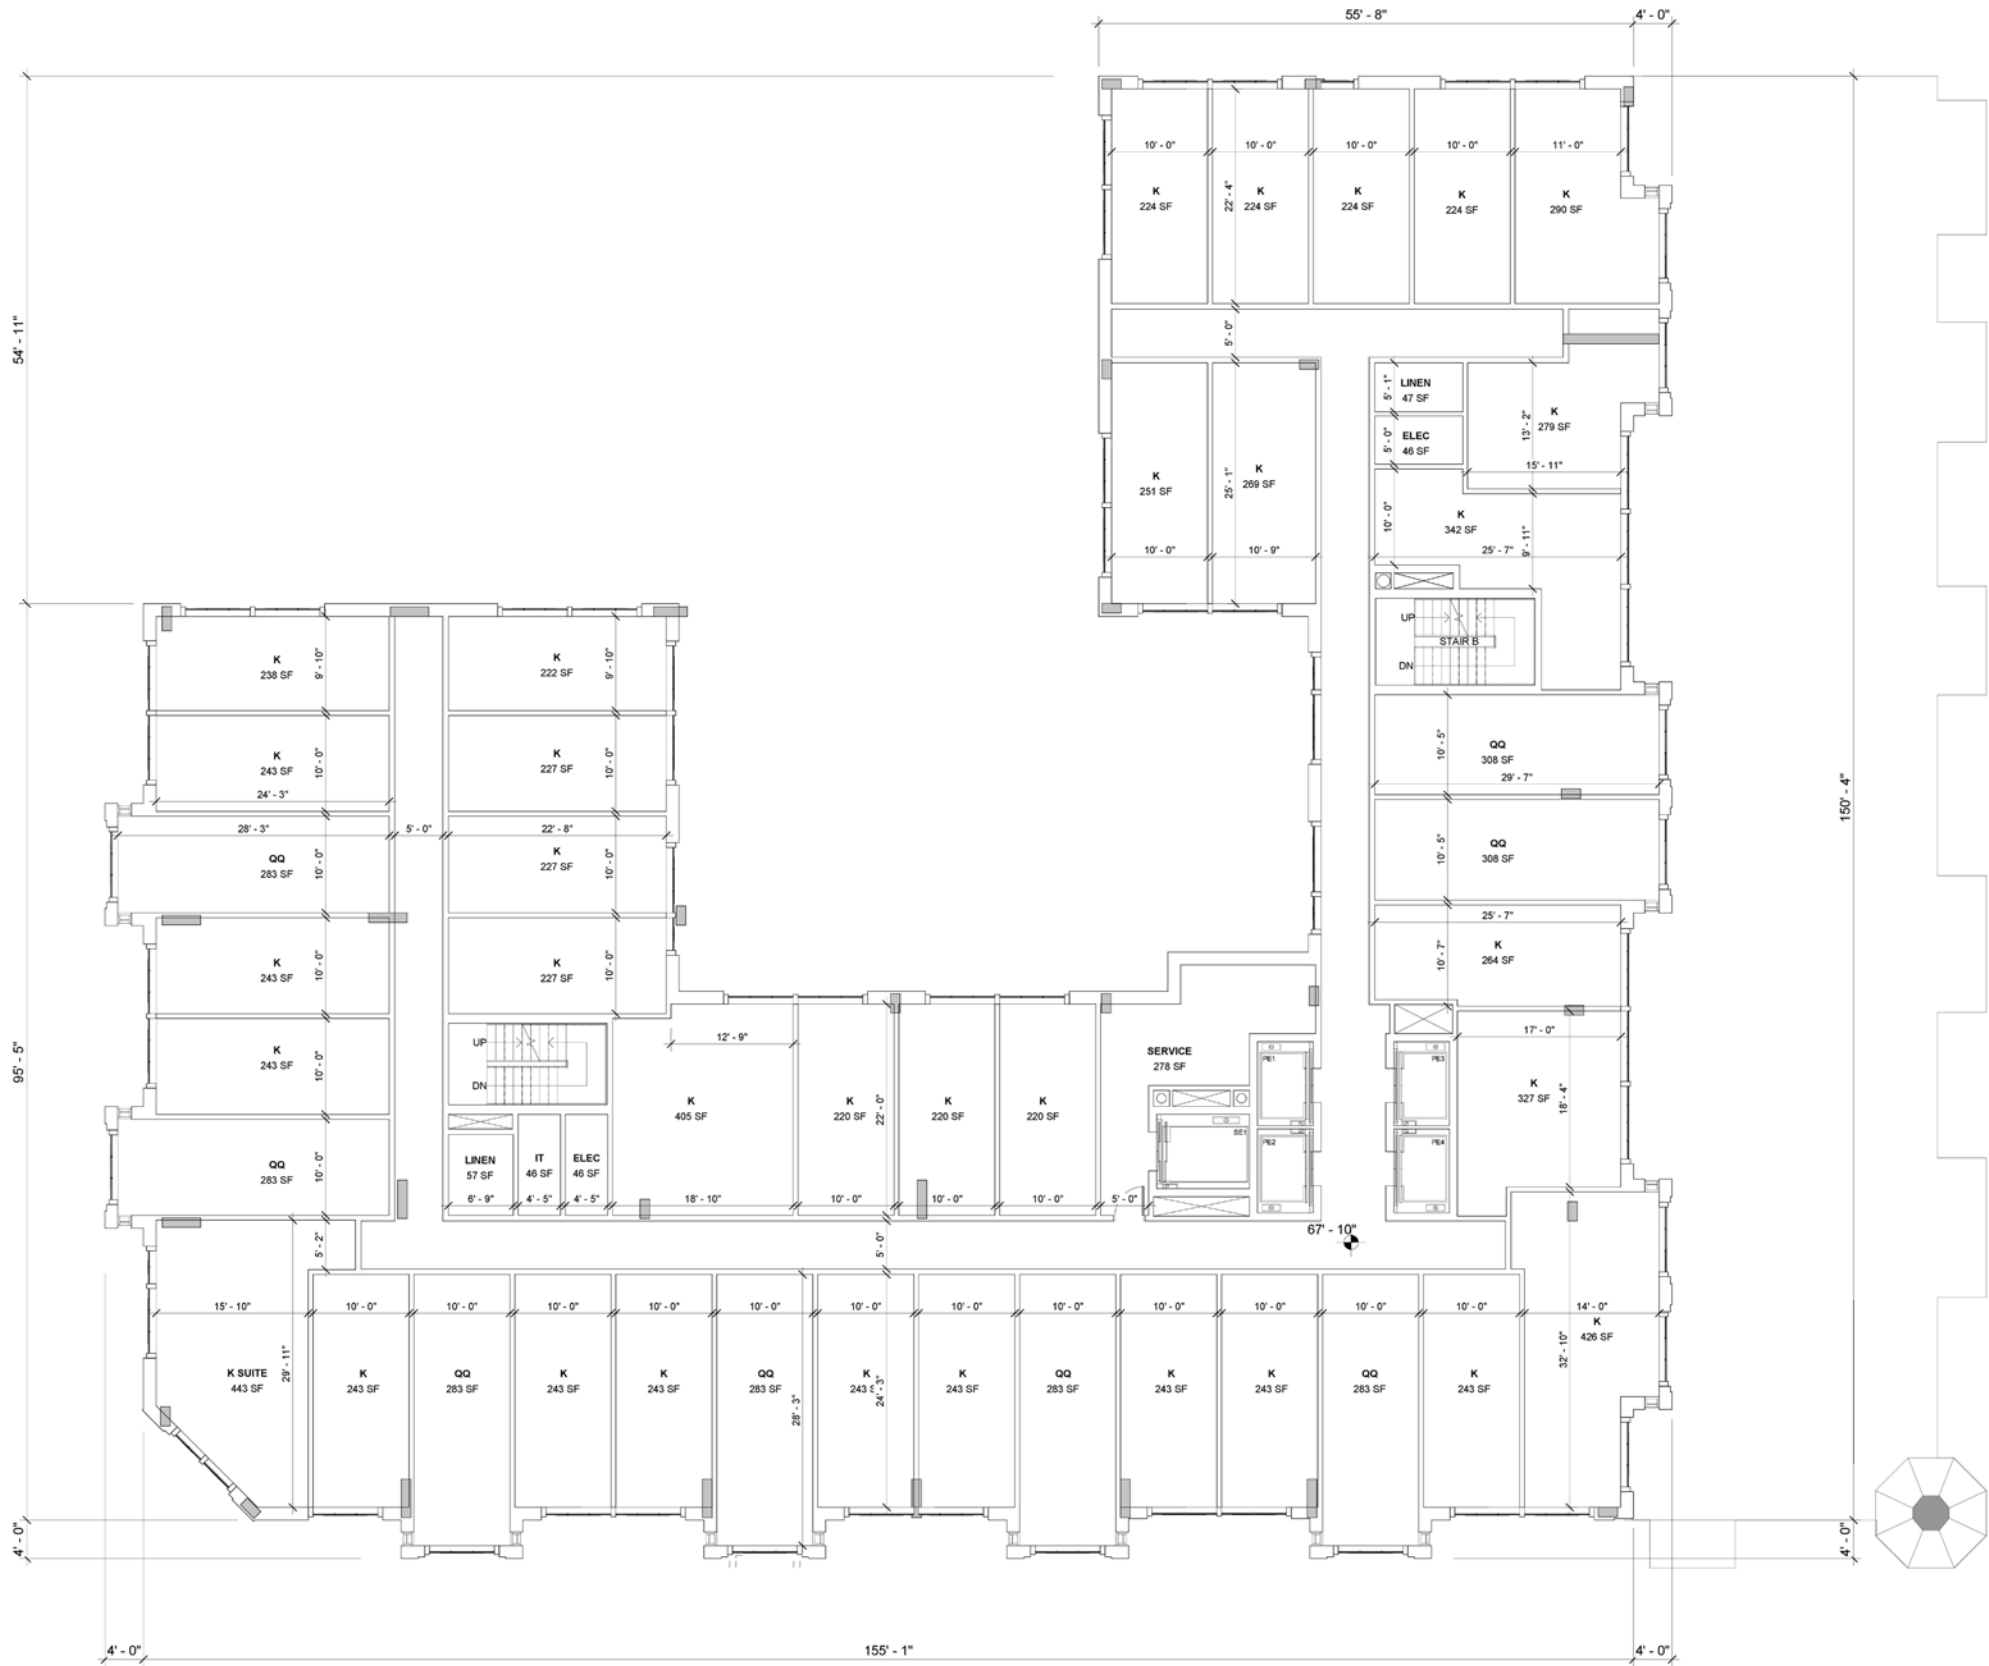 55' - 8"
4' - 0"
10' - 0"
10' - 0"
10' - 0"
10' - 0"
11' - 0"
K
224 SF
22' - 4"
K
224 SF
K
224 SF
K
224 SF
K
290 SF
54' - 11"
5' - 0"
LINEN
47 SF
5' - 1"
ELEC
46 SF
5' - 0"
K
279 SF
13' - 2"
15' - 11"
K
251 SF
25' - 1"
K
269 SF
K
342 SF
10' - 0"
9' - 11"
10' - 0"
10' - 9"
25' - 7"
UP
STAIR B
DN
K
238 SF
9' - 10"
K
222 SF
9' - 10"
K
243 SF
10' - 0"
24' - 3"
K
227 SF
10' - 0"
QQ
308 SF
10' - 5"
29' - 7"
150' - 4"
28' - 3"
5' - 0"
22' - 8"
QQ
283 SF
10' - 0"
K
227 SF
10' - 0"
QQ
308 SF
10' - 5"
25' - 7"
K
243 SF
10' - 0"
K
227 SF
10' - 0"
K
264 SF
10' - 7"
95' - 5"
K
243 SF
10' - 0"
UP
DN
12' - 9"
SERVICE
278 SF
PE1
PE3
17' - 0"
K
405 SF
K
220 SF
22' - 0"
K
220 SF
K
220 SF
K
327 SF
18' - 4"
SE1
PE2
PE4
QQ
283 SF
10' - 0"
LINEN
57 SF
IT
46 SF
ELEC
46 SF
6' - 9"
4' - 5"
4' - 5"
18' - 10"
10' - 0"
10' - 0"
10' - 0"
5' - 0"
5' - 2"
5' - 0"
67' - 10"
15' - 10"
10' - 0"
10' - 0"
10' - 0"
10' - 0"
10' - 0"
10' - 0"
10' - 0"
10' - 0"
10' - 0"
10' - 0"
10' - 0"
10' - 0"
14' - 0"
K
426 SF
32' - 10"
K SUITE
443 SF
29' - 11"
K
243 SF
QQ
283 SF
K
243 SF
K
243 SF
QQ
283 SF
28' - 3"
K
243 SF
24' - 3"
K
243 SF
QQ
283 SF
K
243 SF
K
243 SF
QQ
283 SF
K
243 SF
4' - 0"
4' - 0"
4' - 0"
155' - 1"
4' - 0"